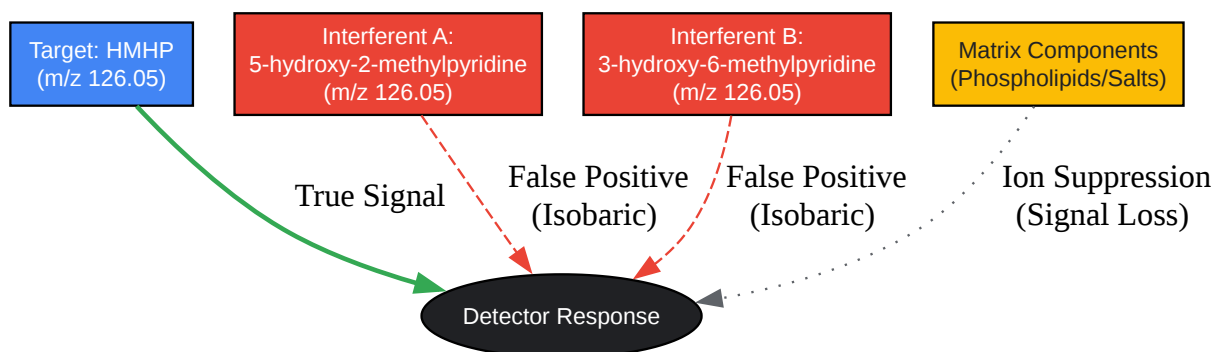 Target: HMHP
(m/z 126.05)
Interferent A:
5-hydroxy-2-methylpyridine
(m/z 126.05)
Interferent B:
3-hydroxy-6-methylpyridine
(m/z 126.05)
Matrix Components
(Phospholipids/Salts)
True Signal
False Positive
(Isobaric)
False Positive
(Isobaric)
Ion Suppression
(Signal Loss)
Detector Response